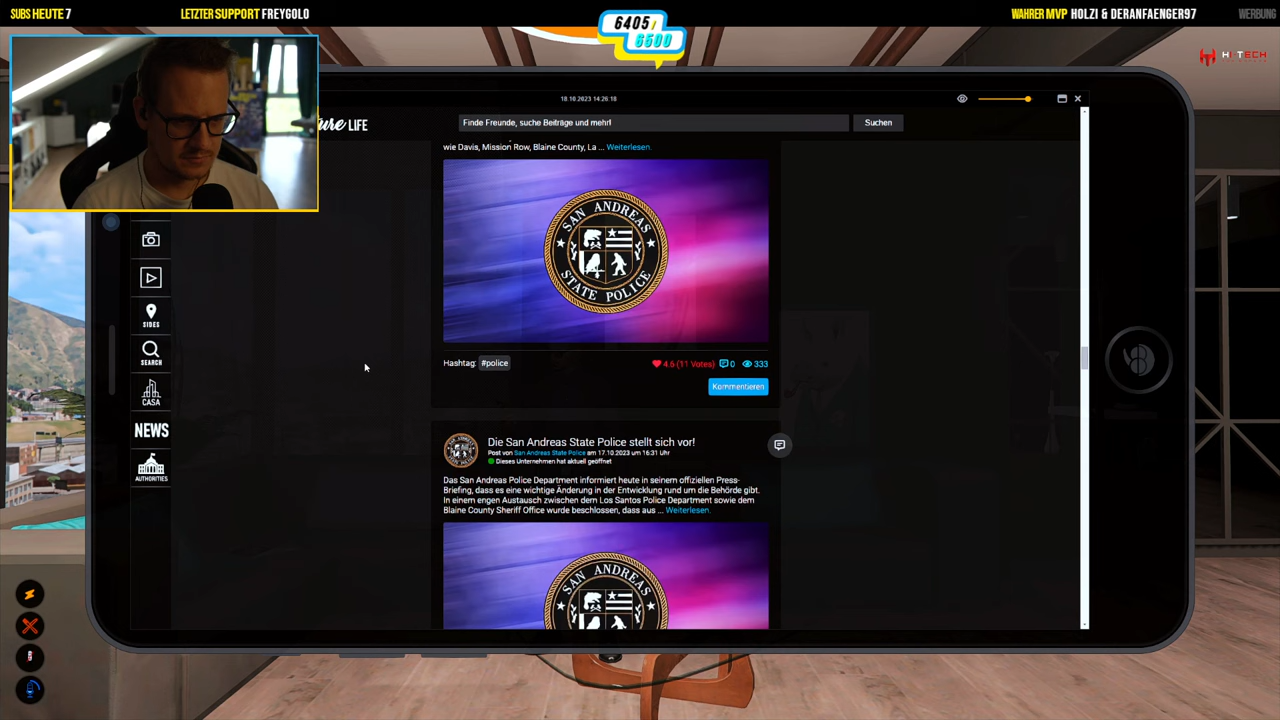 SUBS HEUTE 7
LETZTER SUPPORT FREYGOLO
6405/
6600
WAHRER MVP HOLZI & DERANFAENGER97
WERBUNG
18.10.2023 14:26:18
ure LIFE
Finde Freunde, suche Beiträge und mehr!
Suchen
wie Davis, Mission Row, Blaine County, La ... Weiterlesen.
SAN ANDREAS
STATE POLICE
SIDES
SEARCH
CASA
NEWS
AUTHORITIES
Hashtag: #police
4.6 (11 Votes) 0 333
Kommentieren
Die San Andreas State Police stellt sich vor!
Post von San Andreas State Police am 17.10.2023 um 16:31 Uhr
Dieses Unternehmen hat aktuell geöffnet
Das San Andreas Police Department informiert heute in seinem offiziellen Press-
Briefing, dass es eine wichtige Änderung in der Entwicklung rund um die Behörde gibt.
In einem engen Austausch zwischen dem Los Santos Police Department sowie dem
Blaine County Sheriff Office wurde beschlossen, dass aus ... Weiterlesen.
SAN ANDREAS